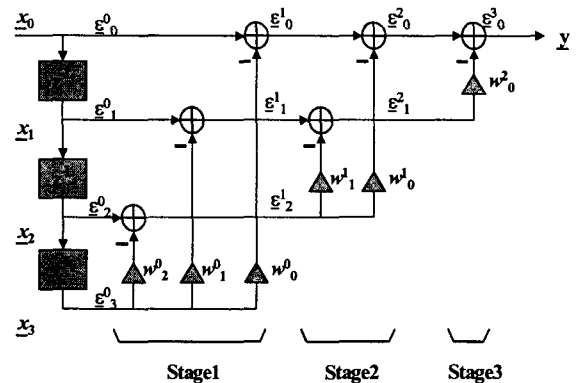 x₀ ε⁰₀ ε¹₀ ε²₀ ε³₀ y
w²₀
x₁ ε⁰₁ ε¹₁ ε²₁
w¹₁ w¹₀
x₂ ε⁰₂ ε¹₂
w⁰₂ w⁰₁ w⁰₀
x₃ ε⁰₃
Stage1 Stage2 Stage3